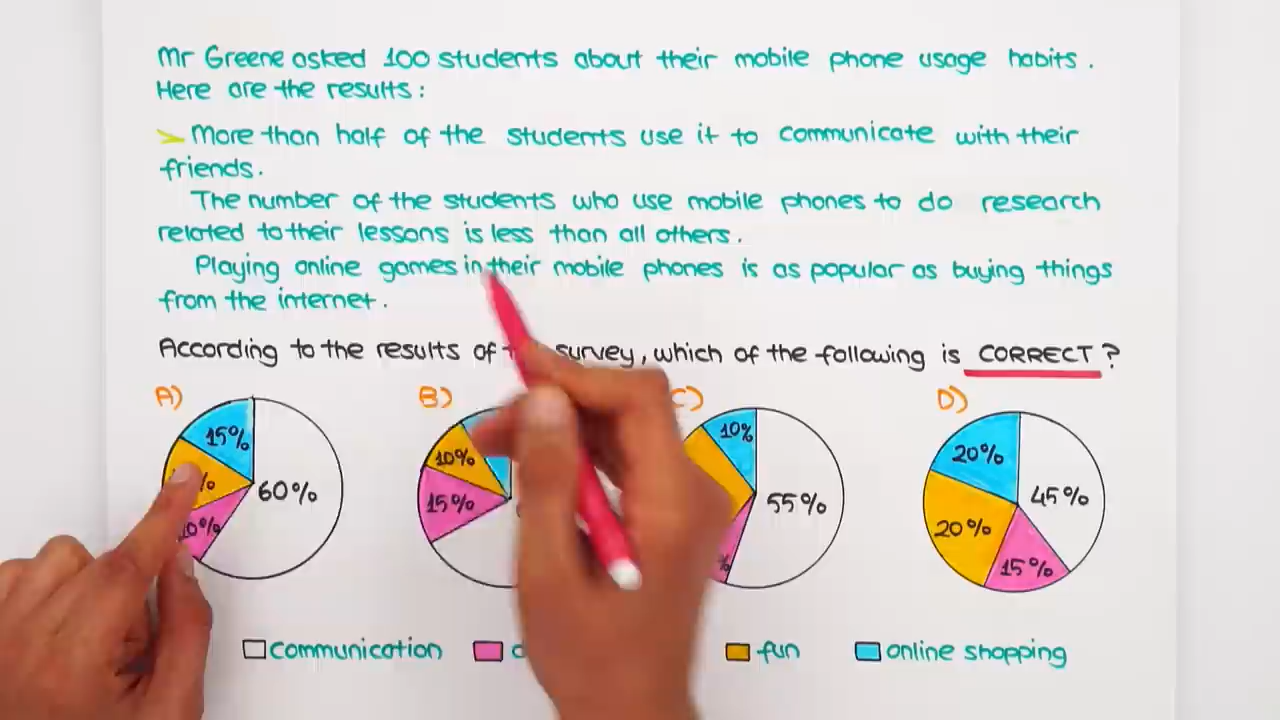 Mr Greene asked 100 students about their mobile phone usage habits.
Here are the results:
> More than half of the students use it to communicate with their
friends.
The number of the students who use mobile phones to do research
related to their lessons is less than all others.
Playing online games in their mobile phones is as popular as buying things
from the internet.
According to the results of survey, which of the following is CORRECT?
A) B) C) D)
15% 60% 10%
10% 15%
10% 55%
20% 45% 20% 15%
communication fun online shopping